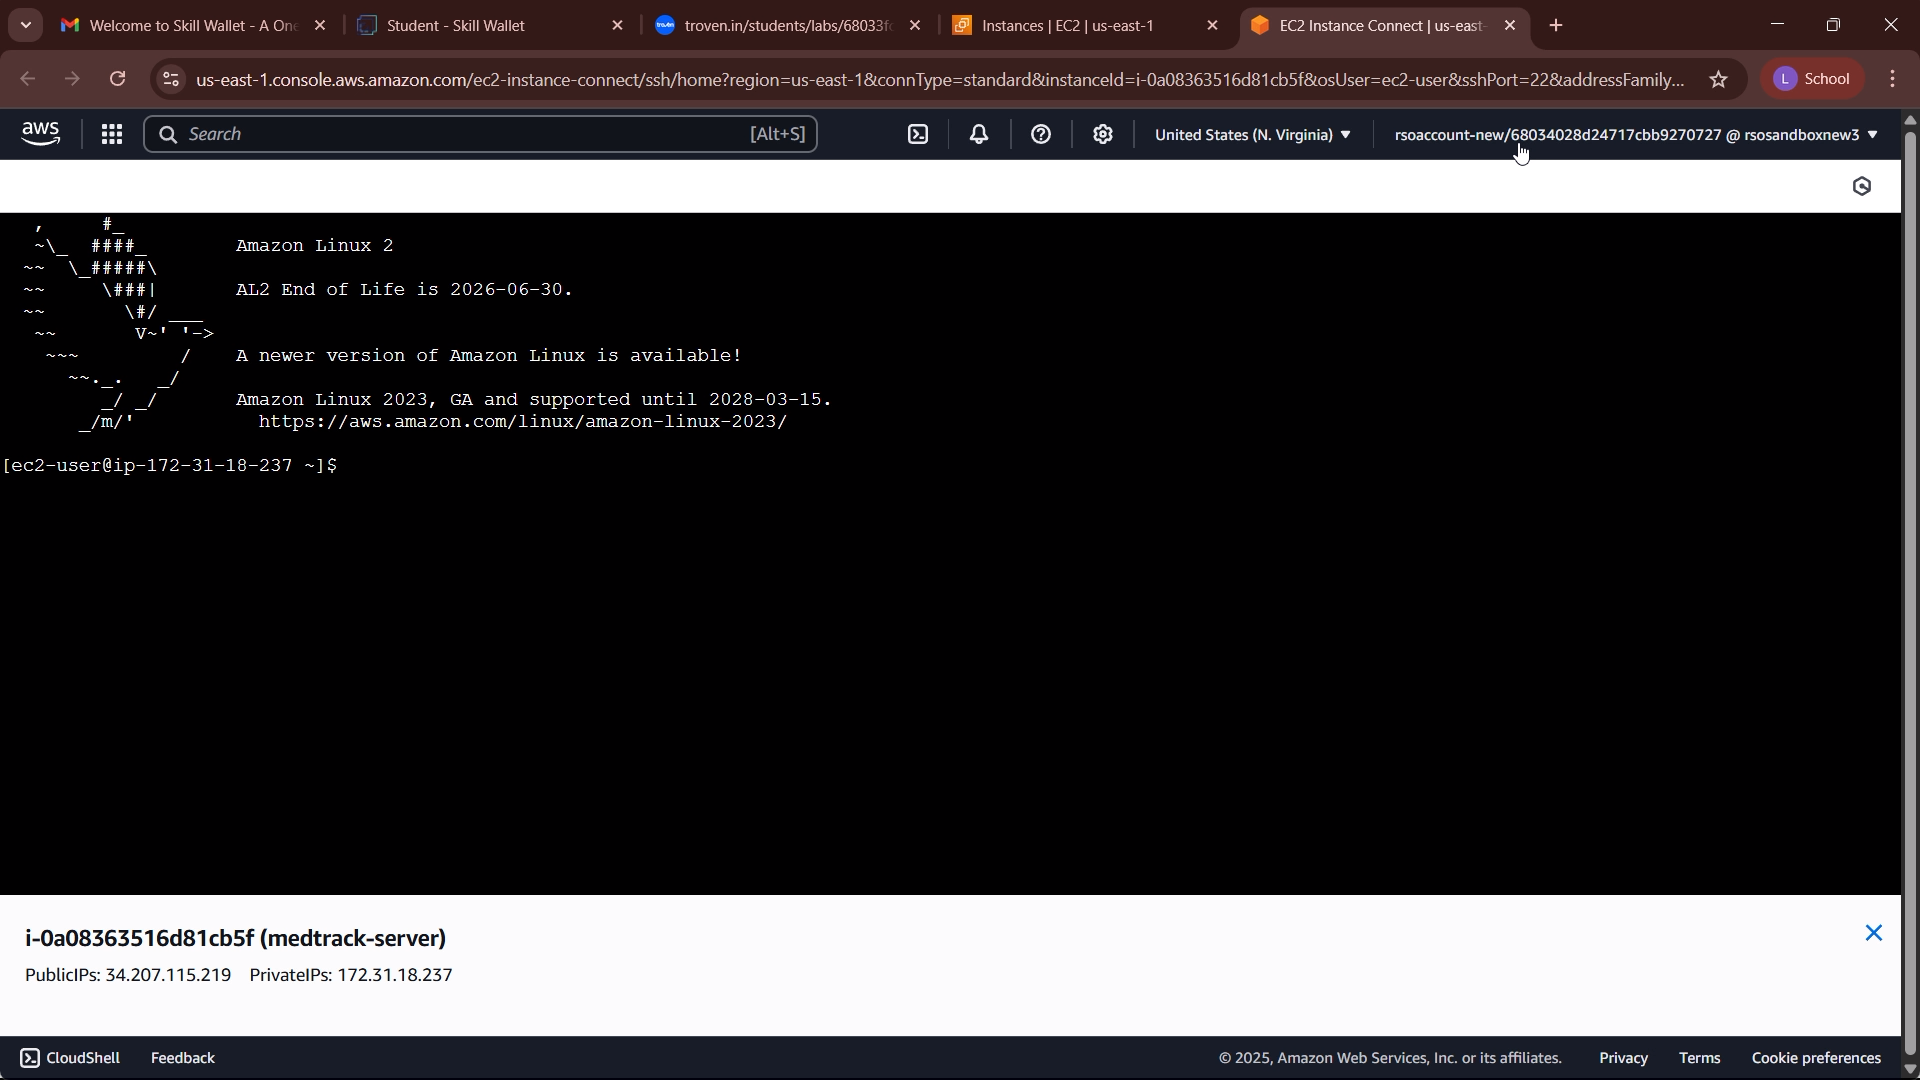 Welcome to Skill Wallet - A One
Student - Skill Wallet
troven.in/students/labs/68033f
Instances | EC2 | us-east-1
EC2 Instance Connect | us-east-
us-east-1.console.aws.amazon.com/ec2-instance-connect/ssh/home?region=us-east-1&connType=standard&instanceId=i-0a08363516d81cb5f&osUser=ec2-user&sshPort=22&addressFamily...
L School
aws
Search [Alt+S]
United States (N. Virginia)
rsoaccount-new/68034028d24717cbb9270727 @ rsosandboxnew3
   ,     #_
   ~\_  ####_        Amazon Linux 2
  ~~  \_#####\
  ~~     \###|       AL2 End of Life is 2026-06-30.
  ~~       \#/ ___
   ~~       V~' '->
    ~~~         /    A newer version of Amazon Linux is available!
      ~~._.   _/
         _/ _/       Amazon Linux 2023, GA and supported until 2028-03-15.
       _/m/'           https://aws.amazon.com/linux/amazon-linux-2023/
[ec2-user@ip-172-31-18-237 ~]$
i-0a08363516d81cb5f (medtrack-server)
PublicIPs: 34.207.115.219 PrivateIPs: 172.31.18.237
CloudShell Feedback
© 2025, Amazon Web Services, Inc. or its affiliates. Privacy Terms Cookie preferences